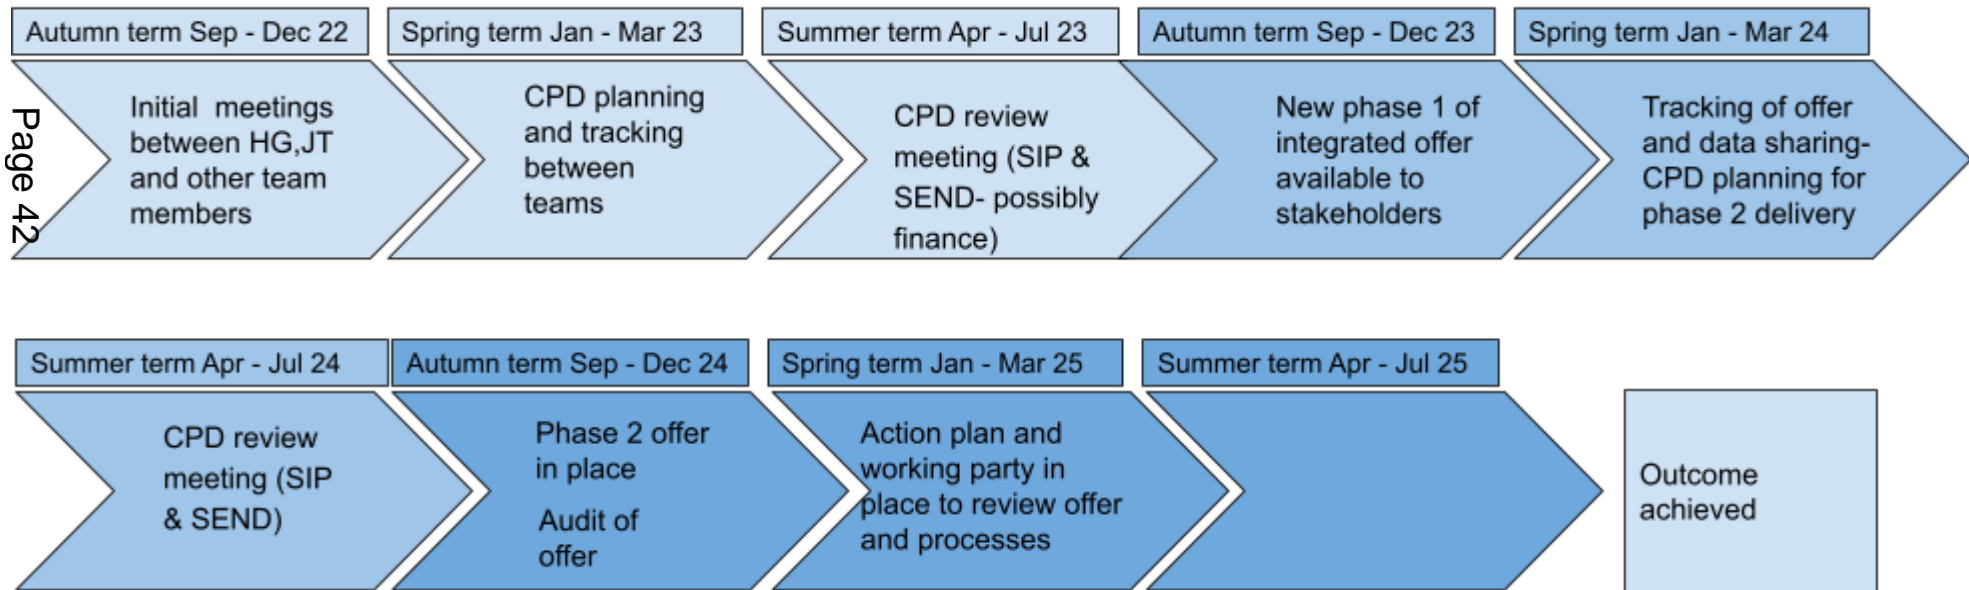 Autumn term Sep - Dec 22
Spring term Jan - Mar 23
Summer term Apr - Jul 23
Autumn term Sep - Dec 23
Spring term Jan - Mar 24
Page 42
Initial meetings
between HG,JT
and other team
members
CPD planning
and tracking
between
teams
CPD review
meeting (SIP &
SEND- possibly
finance)
New phase 1 of
integrated offer
available to
stakeholders
Tracking of offer
and data sharing-
CPD planning for
phase 2 delivery
Summer term Apr - Jul 24
Autumn term Sep - Dec 24
Spring term Jan - Mar 25
Summer term Apr - Jul 25
CPD review
meeting (SIP
& SEND)
Phase 2 offer
in place
Audit of
offer
Action plan and
working party in
place to review offer
and processes
Outcome
achieved